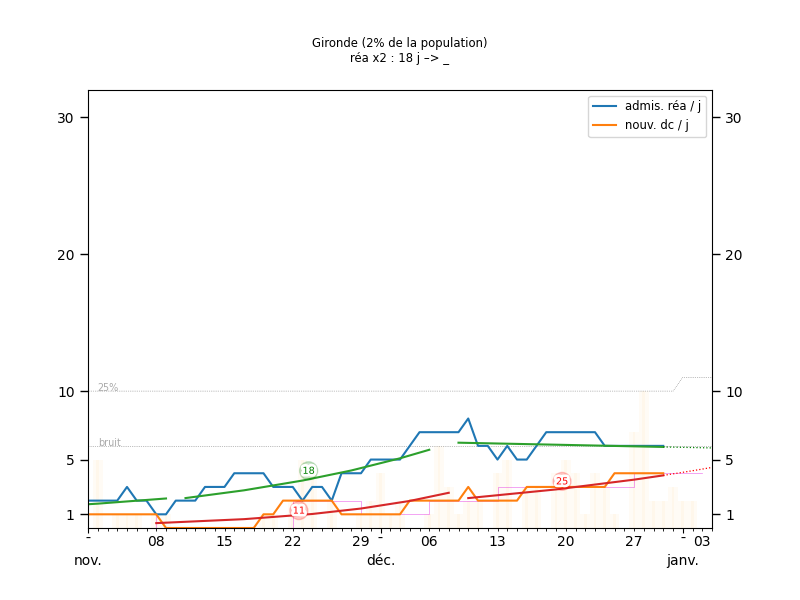 Gironde (2% de la population)
réa x2 : 18 j –> _
admis. réa / j
nouv. dc / j
30 30
20 20
25%
10 10
bruit
5 5
18
25
11
1 1
- 08 15 22 29 - 06 13 20 27 - 03
nov. déc. janv.